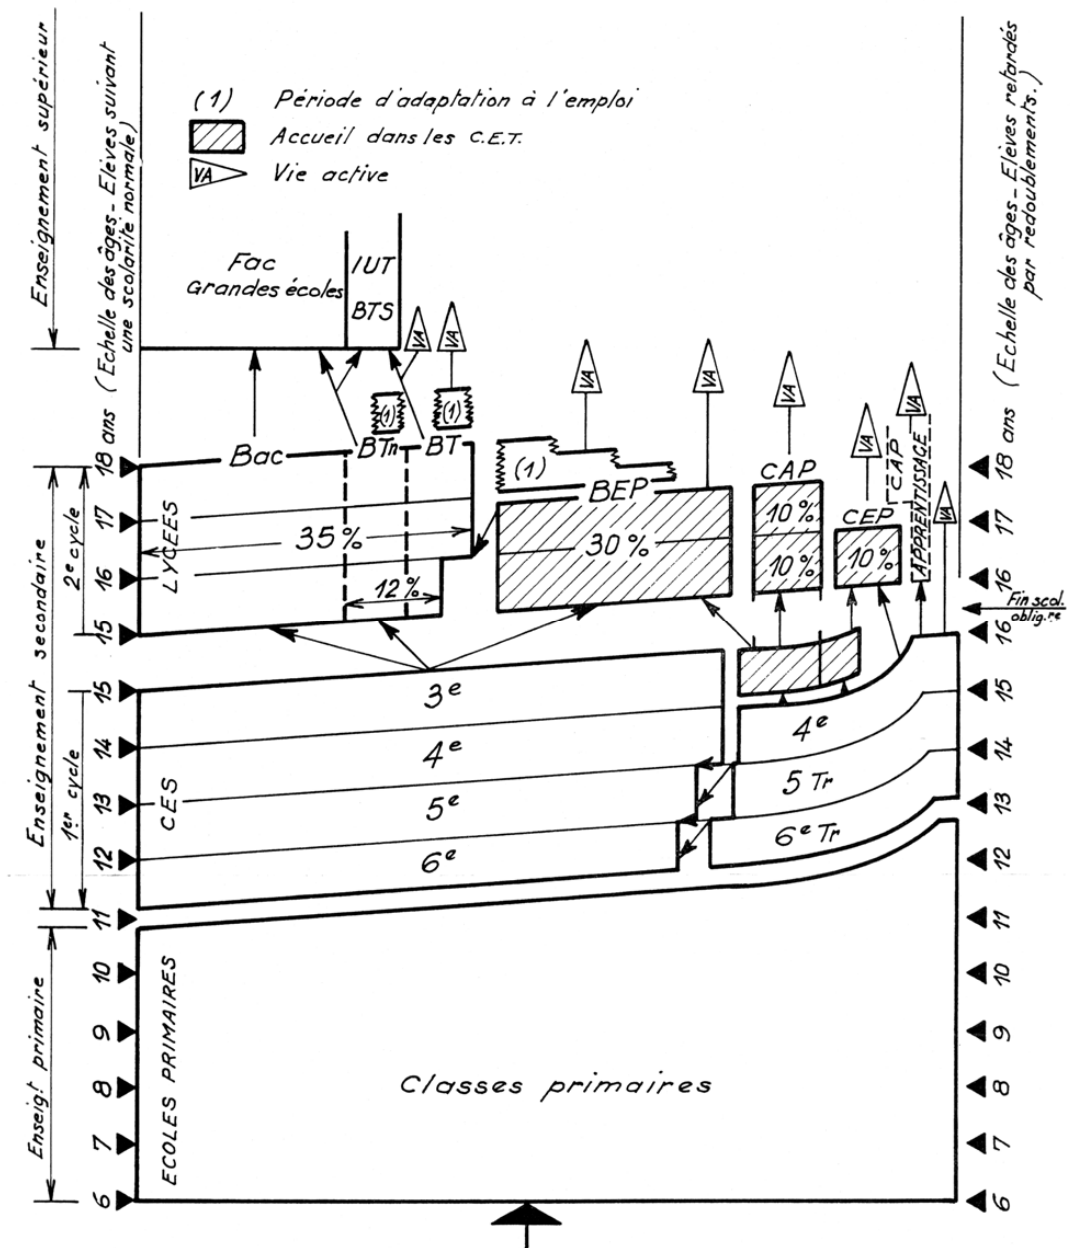 (1) Période d'adaptation à l'emploi
Accueil dans les C.E.T.
VA Vie active
Enseignement supérieur
ans (Echelle des âges - Elèves suivant
une scolarité normale)
ans (Echelle des âges - Elèves retardés
par redoublements.)
Fac
Grandes écoles
IUT
BTS
VA
VA
VA
VA
VA
VA
VA
VA
(1)
(1)
(1)
Bac
BTn
BT
BEP
CAP
CEP
CAP
APPRENTISSAGE
Enseignement secondaire
2e cycle
1er cycle
LYCEES
35%
12%
30%
10%
10%
10%
Fin scol.
oblig.re
CES
3e
4e
5e
6e
4e
5 Tr
6e Tr
Enseigt primaire
ECOLES PRIMAIRES
Classes primaires
18
17
16
15
15
14
13
12
11
10
9
8
7
6
18
17
16
16
15
14
13
12
11
10
9
8
7
6